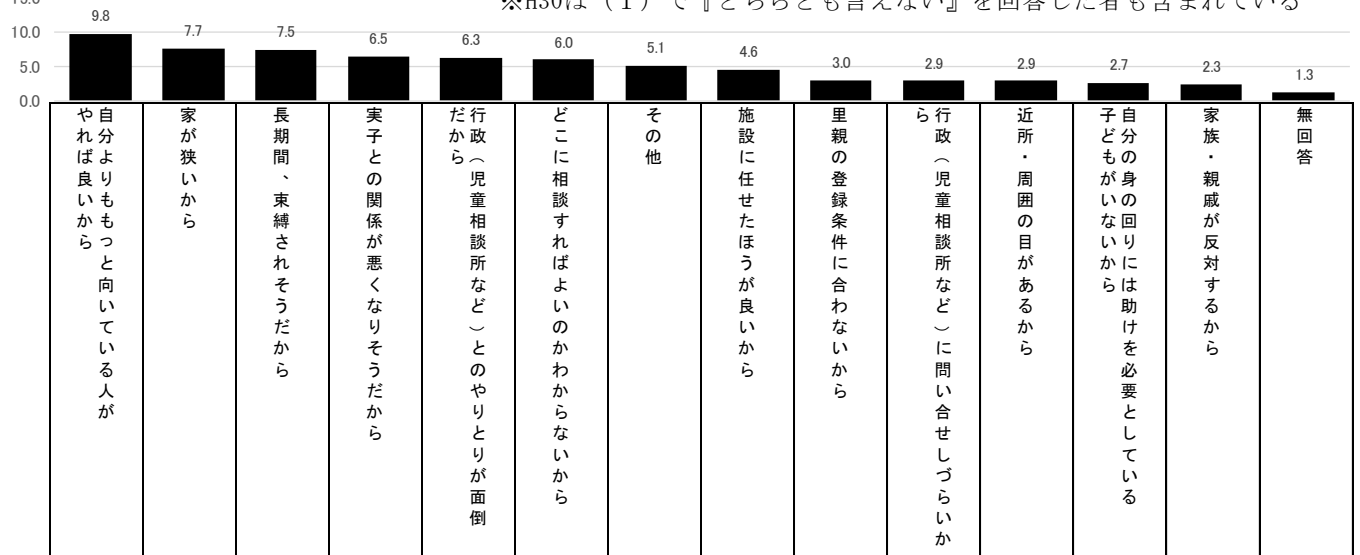 ※H30は（１）で『どちらとも言えない』を回答した者も含まれている
15.0
10.0
5.0
0.0
9.8
7.7
7.5
6.5
6.3
6.0
5.1
4.6
3.0
2.9
2.9
2.7
2.3
1.3
自分よりももっと向いている人が
やれば良いから
家が狭いから
長期間、束縛されそうだから
実子との関係が悪くなりそうだから
行政（児童相談所など）とのやりとりが面倒
だから
どこに相談すればよいのかわからないから
その他
施設に任せたほうが良いから
里親の登録条件に合わないから
行政（児童相談所など）に問い合せしづらいか
ら
近所・周囲の目があるから
自分の身の回りには助けを必要としている
子どもがいないから
家族・親戚が反対するから
無回答